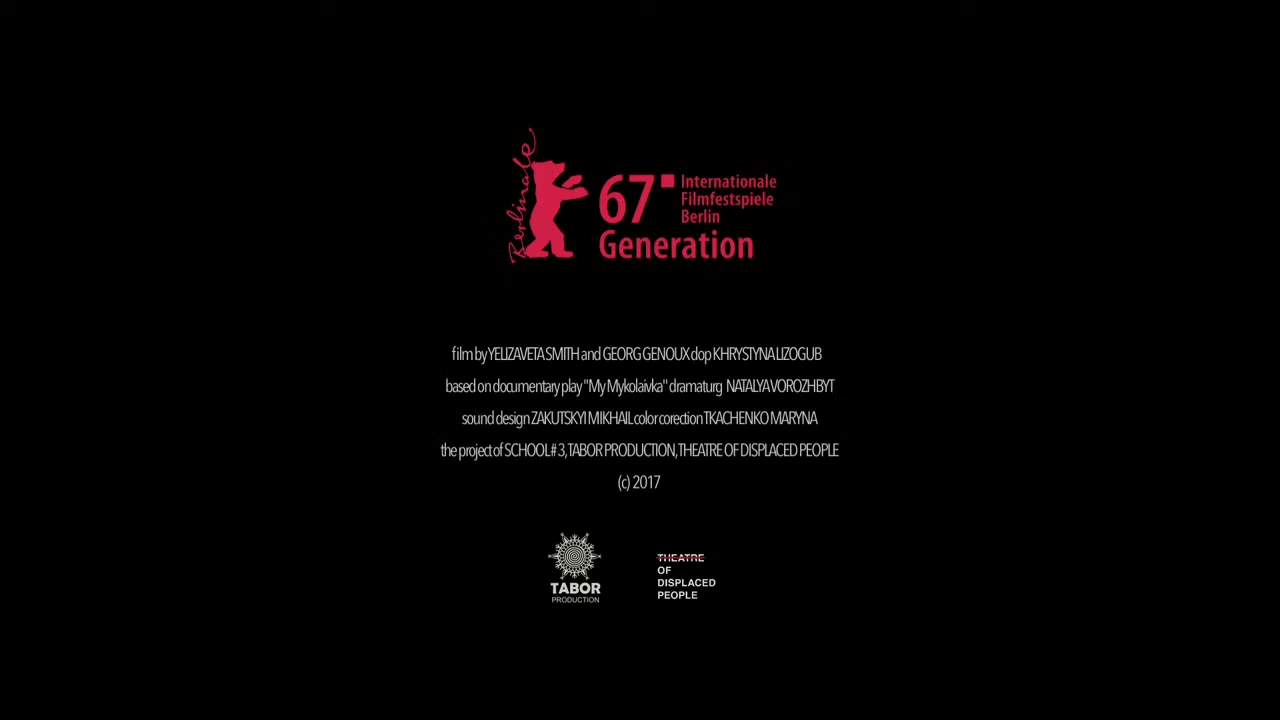 Berlinale
67
Internationale
Filmfestspiele
Berlin
Generation
film by YELIZAVETA SMITH and GEORG GENOUX dop KHRYSTYNA LIZOGUB
based on documentary play "My Mykolaivka" dramaturg NATALYA VOROZHBYT
sound design ZAKUTSKYI MIKHAIL color corection TKACHENKO MARYNA
the project of SCHOOL # 3, TABOR PRODUCTION, THEATRE OF DISPLACED PEOPLE
(c) 2017
TABOR
PRODUCTION
THEATRE
OF
DISPLACED
PEOPLE